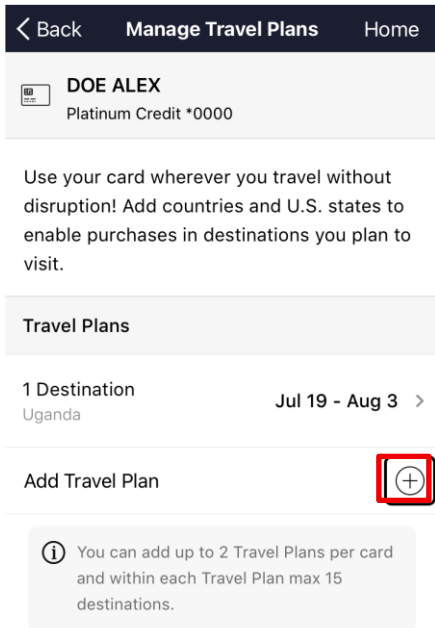 Back Manage Travel Plans Home
DOE ALEX
Platinum Credit *0000
Use your card wherever you travel without
disruption! Add countries and U.S. states to
enable purchases in destinations you plan to
visit.
Travel Plans
1 Destination
Uganda
Jul 19 - Aug 3
Add Travel Plan
You can add up to 2 Travel Plans per card
and within each Travel Plan max 15
destinations.